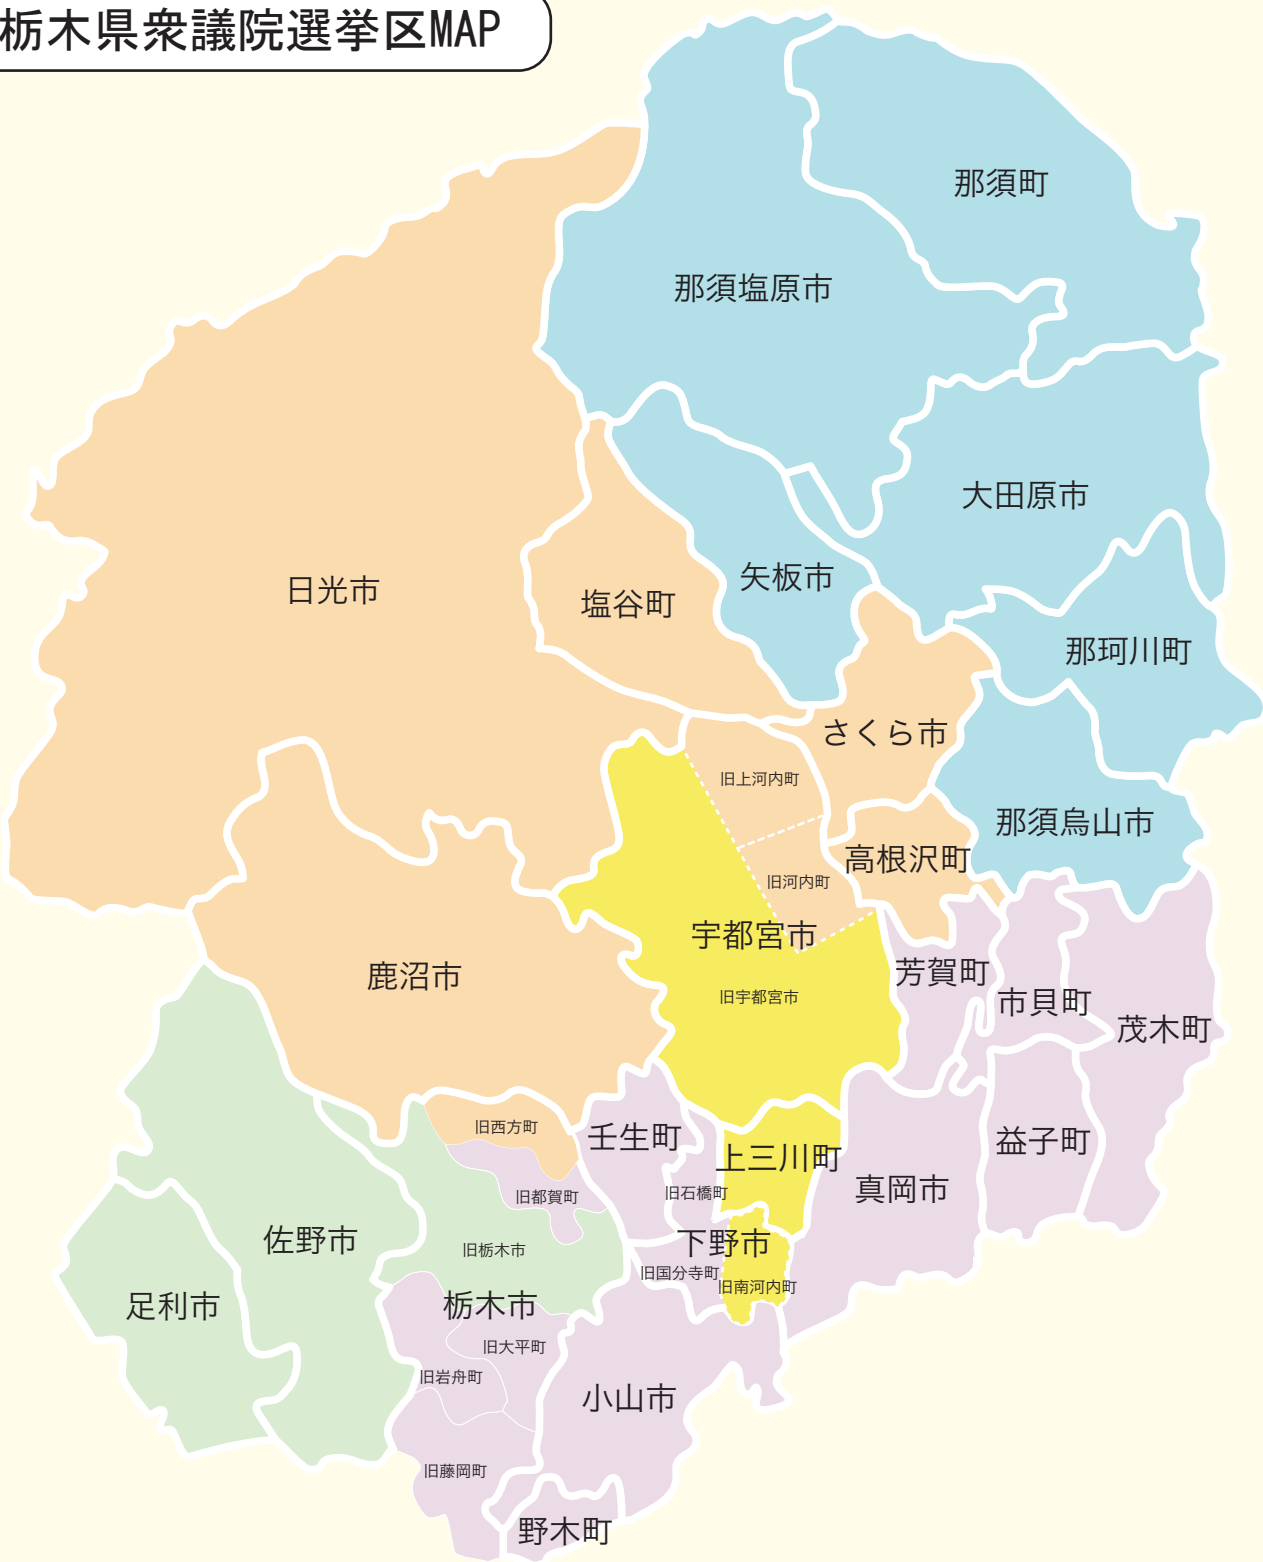 栃木県衆議院選挙区MAP
那須町
那須塩原市
大田原市
矢板市
日光市
塩谷町
那珂川町
さくら市
旧上河内町
那須烏山市
高根沢町
旧河内町
宇都宮市
旧宇都宮市
鹿沼市
芳賀町
市貝町
茂木町
旧西方町
壬生町
上三川町
益子町
真岡市
旧都賀町
旧石橋町
佐野市
旧栃木市
下野市
旧国分寺町
旧南河内町
足利市
栃木市
旧大平町
旧岩舟町
小山市
旧藤岡町
野木町